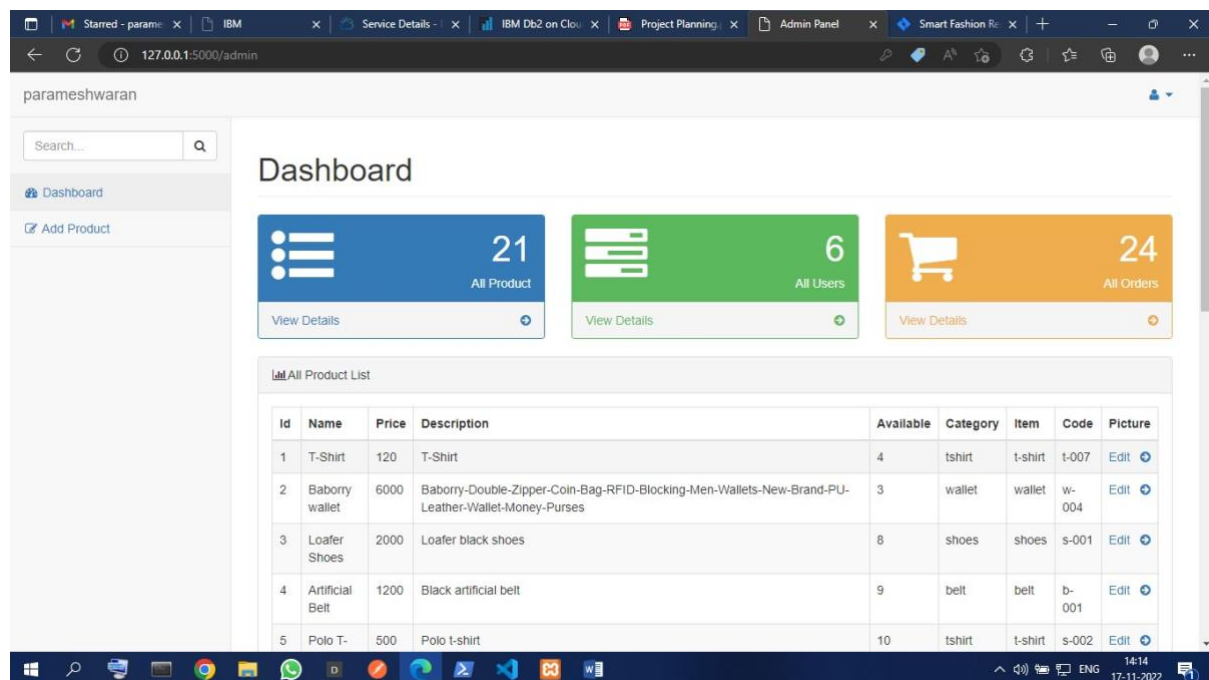 Starred - parame
IBM
Service Details -
IBM Db2 on Clou
Project Planning.
Admin Panel
Smart Fashion Re
127.0.0.1:5000/admin
parameshwaran
Search...
Dashboard
Add Product
Dashboard
21
All Product
View Details
6
All Users
View Details
24
All Orders
View Details
All Product List
Id Name Price Description Available Category Item Code Picture
1 T-Shirt 120 T-Shirt 4 tshirt t-shirt t-007 Edit
2 Baborry 6000 Baborry-Double-Zipper-Coin-Bag-RFID-Blocking-Men-Wallets-New-Brand-PU- 3 wallet wallet w- Edit
wallet Leather-Wallet-Money-Purses 004
3 Loafer 2000 Loafer black shoes 8 shoes shoes s-001 Edit
Shoes
4 Artificial 1200 Black artificial belt 9 belt belt b- Edit
Belt 001
5 Polo T- 500 Polo t-shirt 10 tshirt t-shirt s-002 Edit
ENG
14:14
17-11-2022